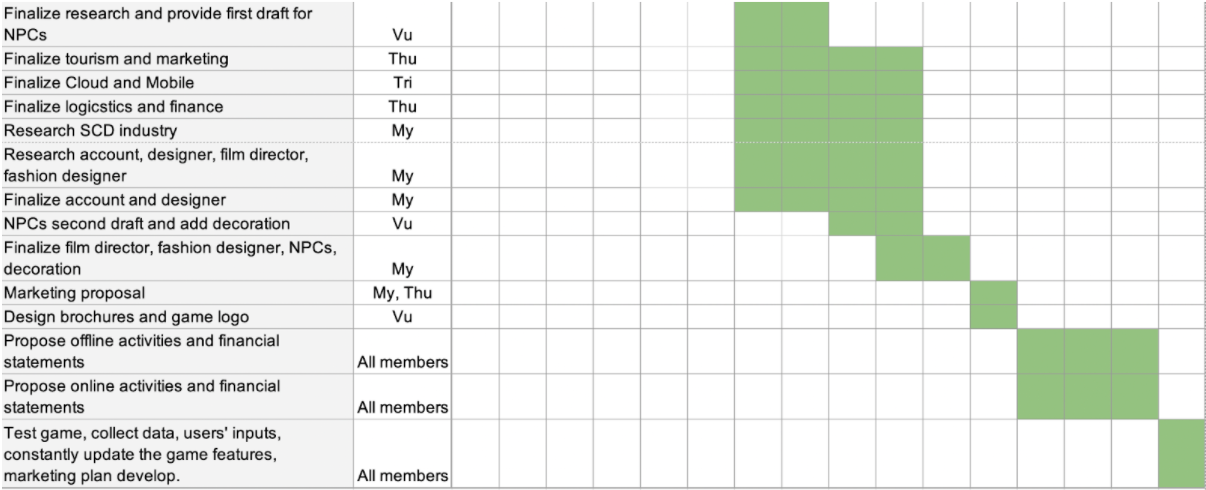 Finalize research and provide first draft for
NPCs Vu
Finalize tourism and marketing Thu
Finalize Cloud and Mobile Tri
Finalize logicstics and finance Thu
Research SCD industry My
Research account, designer, film director,
fashion designer My
Finalize account and designer My
NPCs second draft and add decoration Vu
Finalize film director, fashion designer, NPCs,
decoration My
Marketing proposal My, Thu
Design brochures and game logo Vu
Propose offline activities and financial
statements All members
Propose online activities and financial
statements All members
Test game, collect data, users' inputs,
constantly update the game features,
marketing plan develop. All members